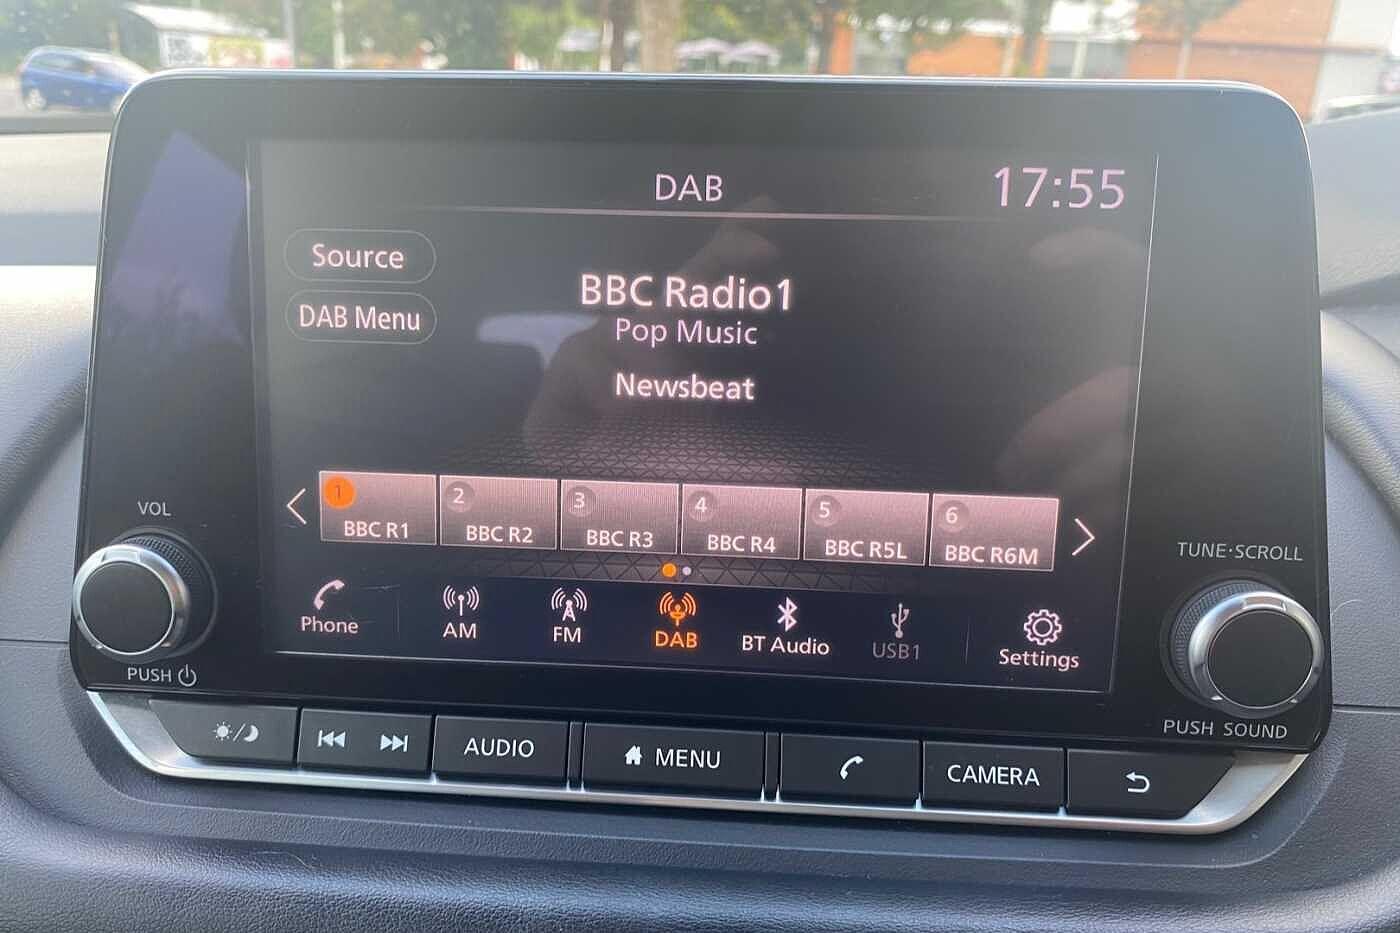 DAB
17:55
Source
DAB Menu
BBC Radio1
Pop Music
Newsbeat
1
BBC R1
2
BBC R2
3
BBC R3
4
BBC R4
5
BBC R5L
6
BBC R6M
Phone
AM
FM
DAB
BT Audio
USB1
Settings
VOL
PUSH
TUNE·SCROLL
PUSH SOUND
AUDIO
MENU
CAMERA